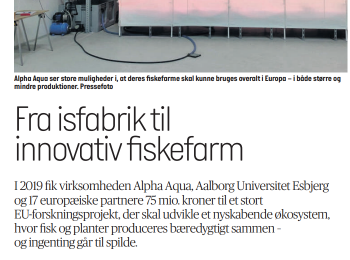 Alpha Aqua ser store muligheder i, at deres fiskefarme skal kunne bruges overalt i Europa – i både større og
mindre produktioner. Pressefoto
Fra isfabrik til
innovativ fiskefarm
I 2019 fik virksomheden Alpha Aqua, Aalborg Universitet Esbjerg
og 17 europæiske partnere 75 mio. kroner til et stort
EU-forskningsprojekt, der skal udvikle et nyskabende økosystem,
hvor fisk og planter produceres bæredygtigt sammen -
og ingenting går til spilde.